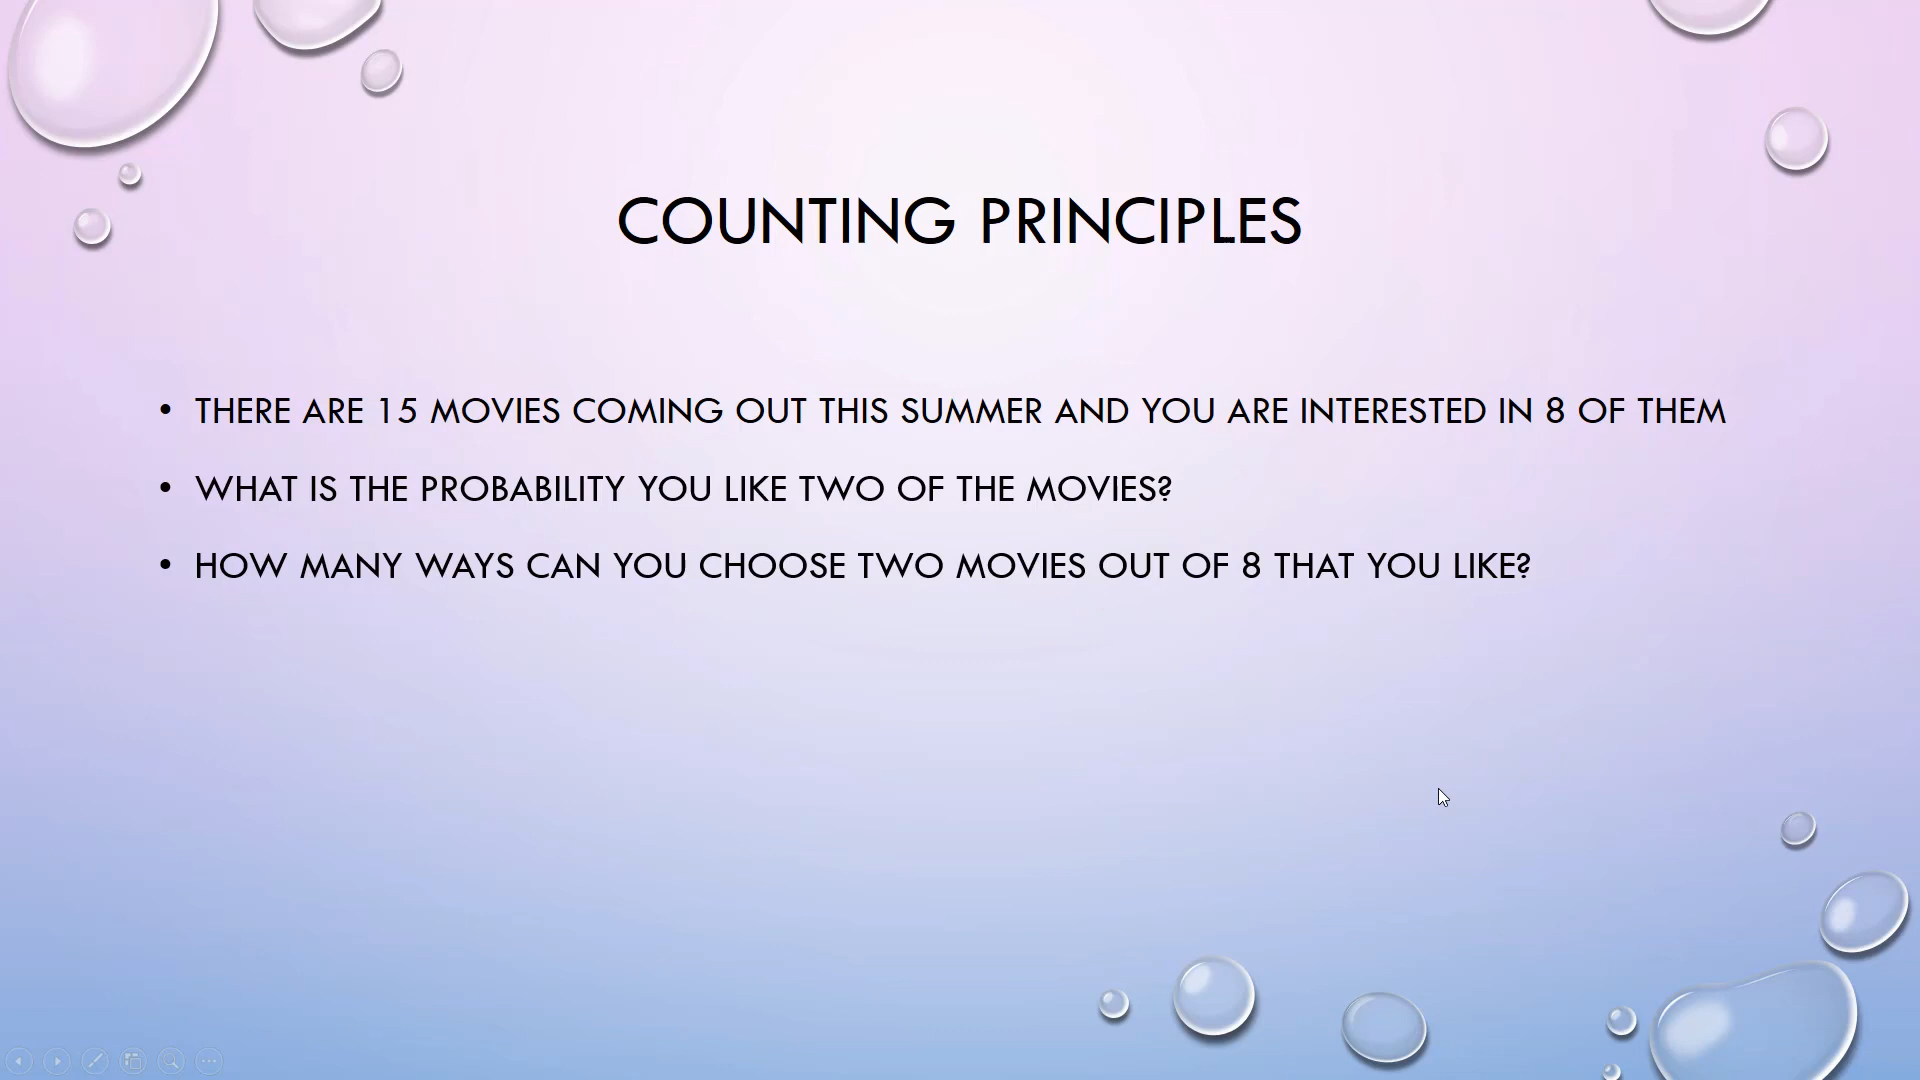 COUNTING PRINCIPLES
• THERE ARE 15 MOVIES COMING OUT THIS SUMMER AND YOU ARE INTERESTED IN 8 OF THEM
• WHAT IS THE PROBABILITY YOU LIKE TWO OF THE MOVIES?
• HOW MANY WAYS CAN YOU CHOOSE TWO MOVIES OUT OF 8 THAT YOU LIKE?